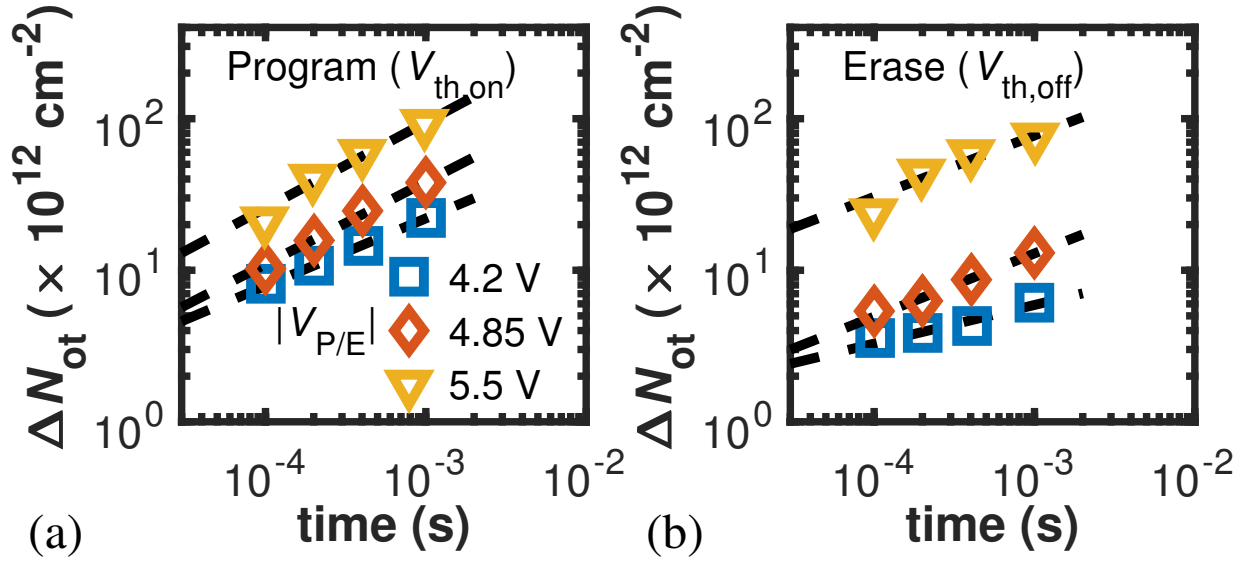 Program (V_th,on)
ΔN_ot (× 10^12 cm^-2)
10^2
10^1
10^0
|V_P/E|
4.2 V
4.85 V
5.5 V
10^-4
10^-3
10^-2
time (s)
(a)
Erase (V_th,off)
ΔN_ot (× 10^12 cm^-2)
10^2
10^1
10^0
10^-4
10^-3
10^-2
time (s)
(b)